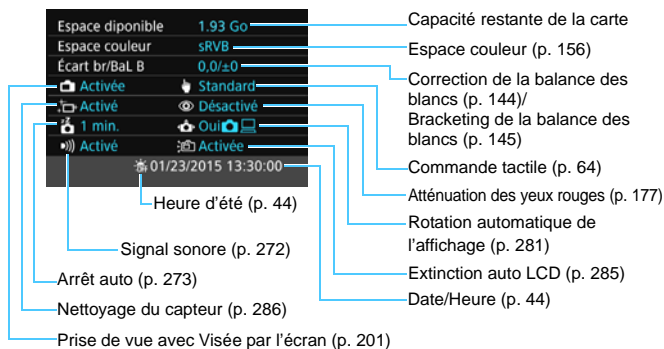 Espace diponible 1.93 Go
Espace couleur sRVB
Écart br/BaL B 0,0/±0
Activée Standard
Activé Désactivé
1 min. Oui
Activé Activée
01/23/2015 13:30:00
Capacité restante de la carte
Espace couleur (p. 156)
Correction de la balance des
blancs (p. 144)/
Bracketing de la balance des
blancs (p. 145)
Commande tactile (p. 64)
Atténuation des yeux rouges (p. 177)
Rotation automatique de
l'affichage (p. 281)
Extinction auto LCD (p. 285)
Date/Heure (p. 44)
Heure d'été (p. 44)
Signal sonore (p. 272)
Arrêt auto (p. 273)
Nettoyage du capteur (p. 286)
Prise de vue avec Visée par l'écran (p. 201)